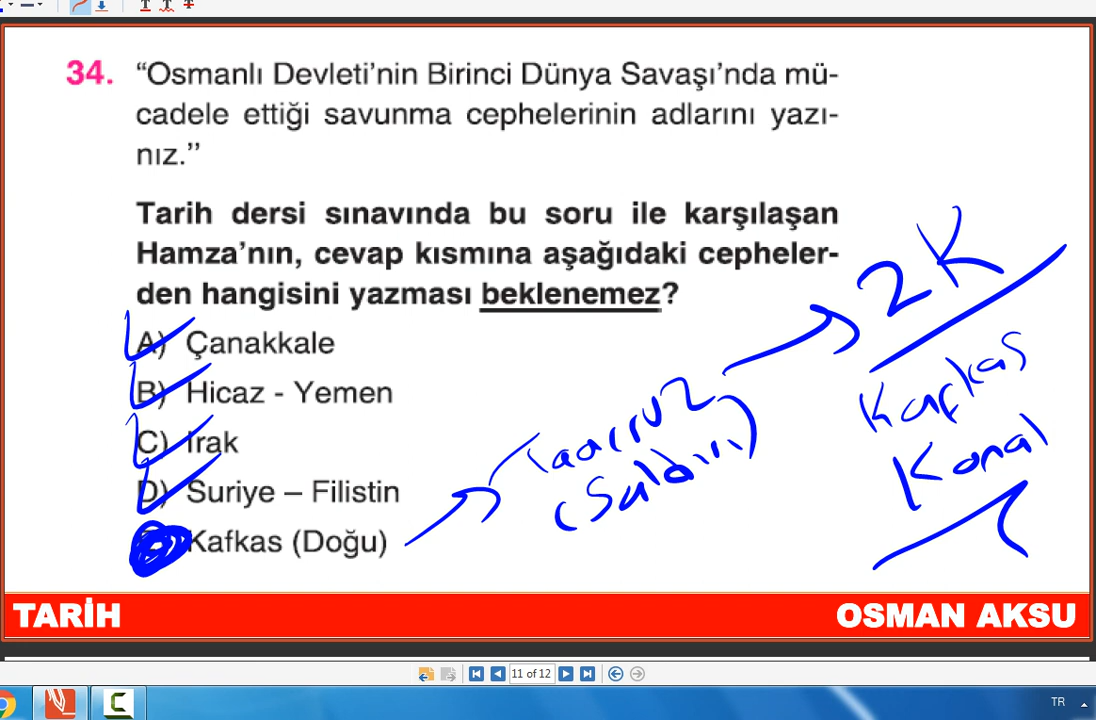 34. “Osmanlı Devleti’nin Birinci Dünya Savaşı’nda mü-
cadele ettiği savunma cephelerinin adlarını yazı-
nız.”
Tarih dersi sınavında bu soru ile karşılaşan
Hamza’nın, cevap kısmına aşağıdaki cepheler-
den hangisini yazması beklenemez?
A) Çanakkale
B) Hicaz - Yemen
C) Irak
D) Suriye – Filistin
Kafkas (Doğu)
Taarruz
(Saldırı)
2K
Kafkas
Kanal
TARİH
OSMAN AKSU
11 of 12
TR